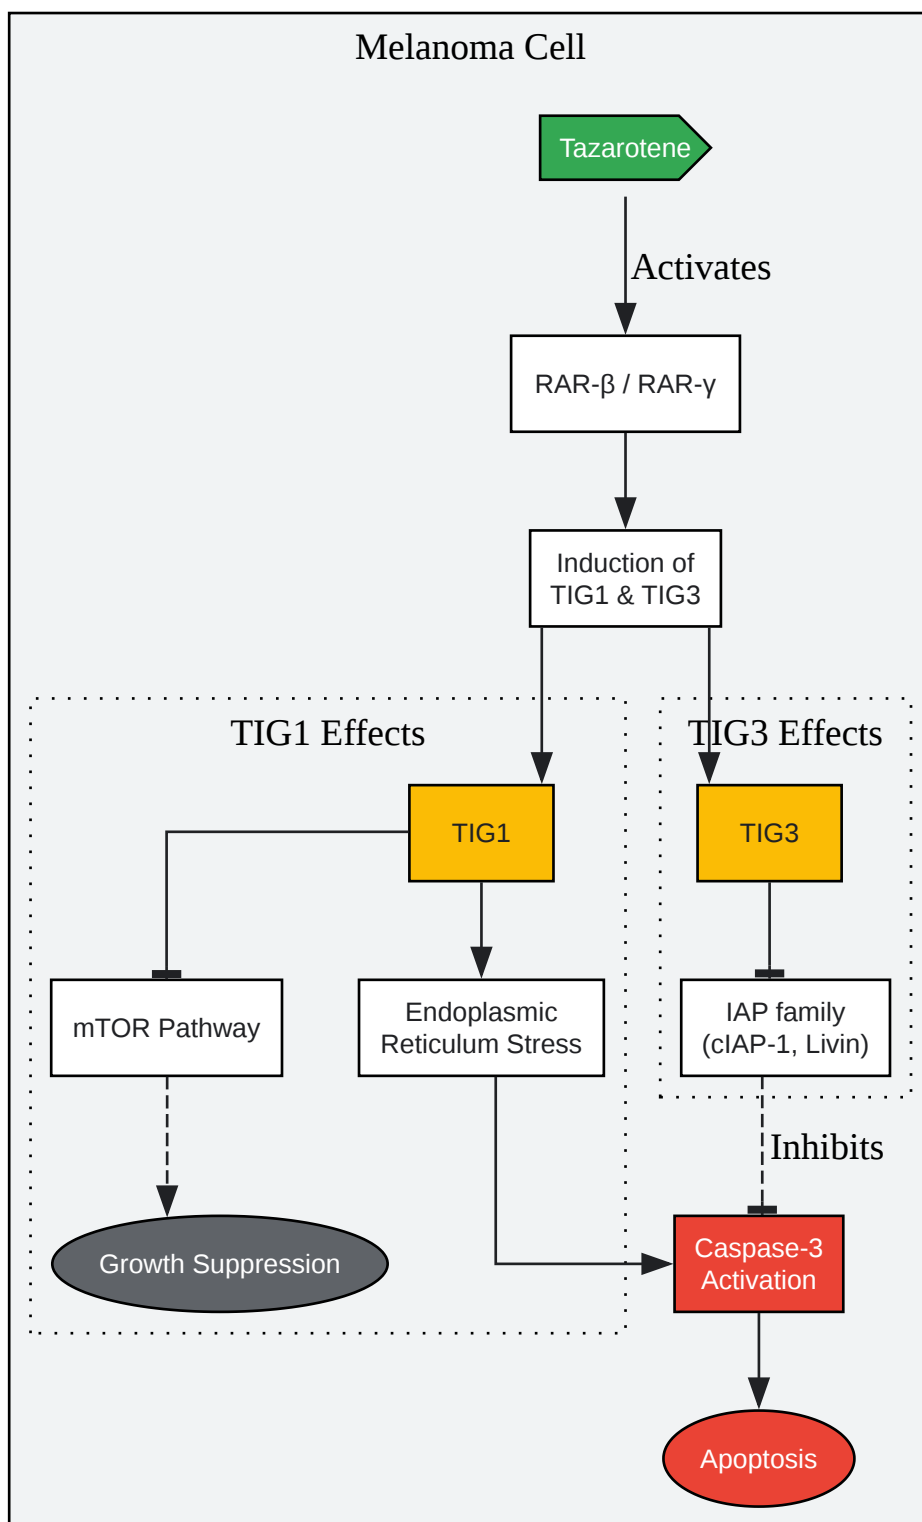 Melanoma Cell
Tazarotene
Activates
RAR-β / RAR-γ
Induction of
TIG1 & TIG3
TIG1 Effects
TIG3 Effects
TIG1
TIG3
mTOR Pathway
Endoplasmic
Reticulum Stress
IAP family
(cIAP-1, Livin)
Inhibits
Growth Suppression
Caspase-3
Activation
Apoptosis